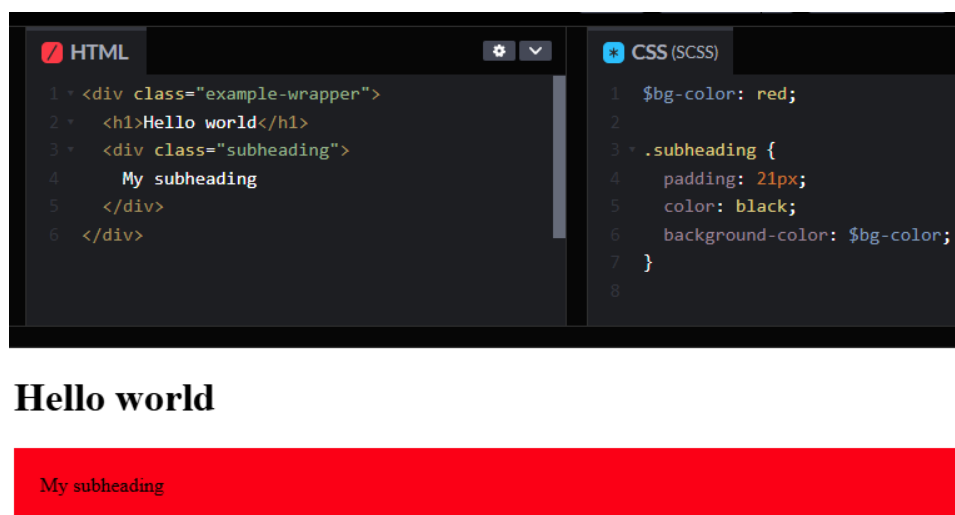 HTML
1 <div class="example-wrapper">
2 <h1>Hello world</h1>
3 <div class="subheading">
4 My subheading
5 </div>
6 </div>
CSS (SCSS)
1 $bg-color: red;
2
3 .subheading {
4 padding: 21px;
5 color: black;
6 background-color: $bg-color;
7 }
8
Hello world
My subheading